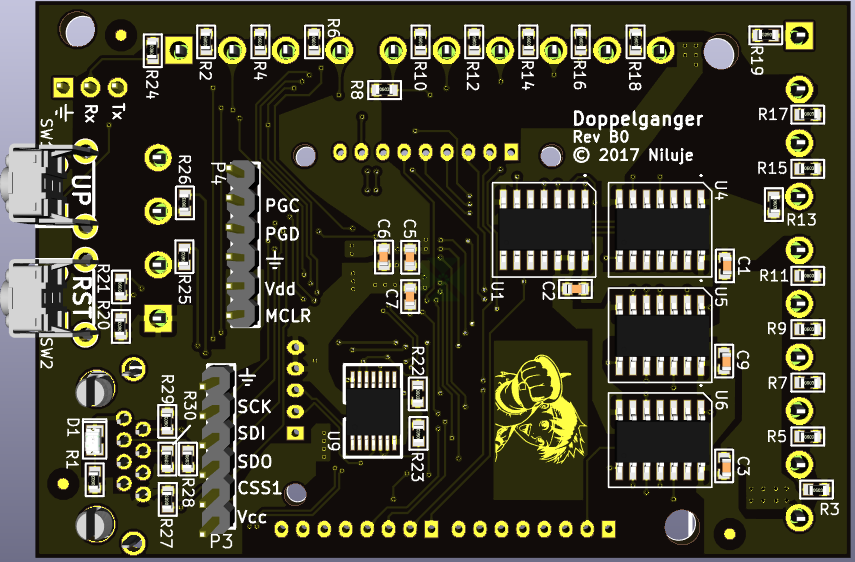 R24
R2
R4
R6
R10
R12
R14
R16
R18
R19
R8
Rx
Tx
Doppelganger
Rev B0
© 2017 Niluje
R17
R15
R13
R11
R9
R7
R5
R3
SW1
UP
R26
P4
PGC
PGD
Vdd
MCLR
R25
C6
C5
C7
U1
C2
U4
C1
U5
C9
U6
C3
R21
R20
RST
SW2
R29
R30
D1
R1
R28
R27
SCK
SDI
SDO
CSS1
Vcc
P3
U9
R22
R23